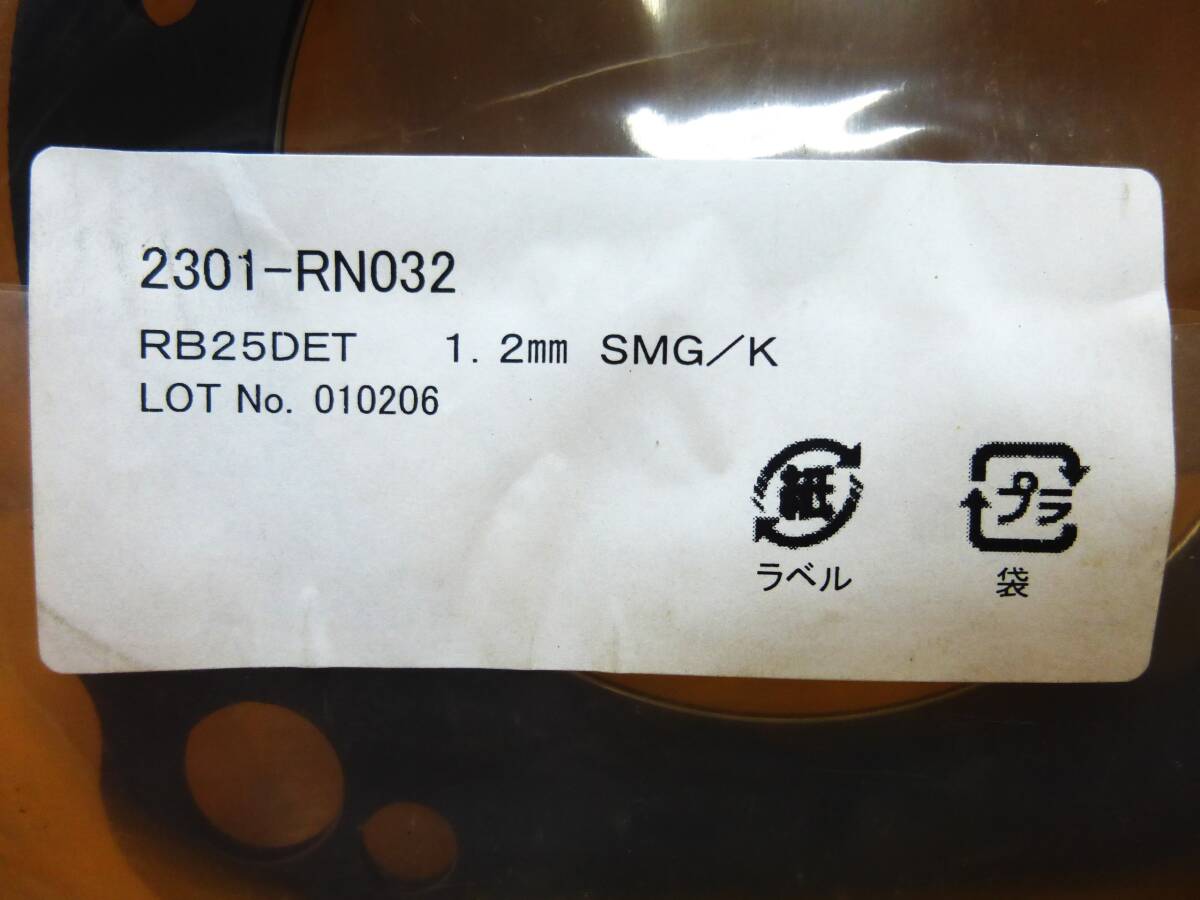 2301-RN032
RB25DET 1.2mm SMG/K
LOT No. 010206
紙
プラ
ラベル
袋